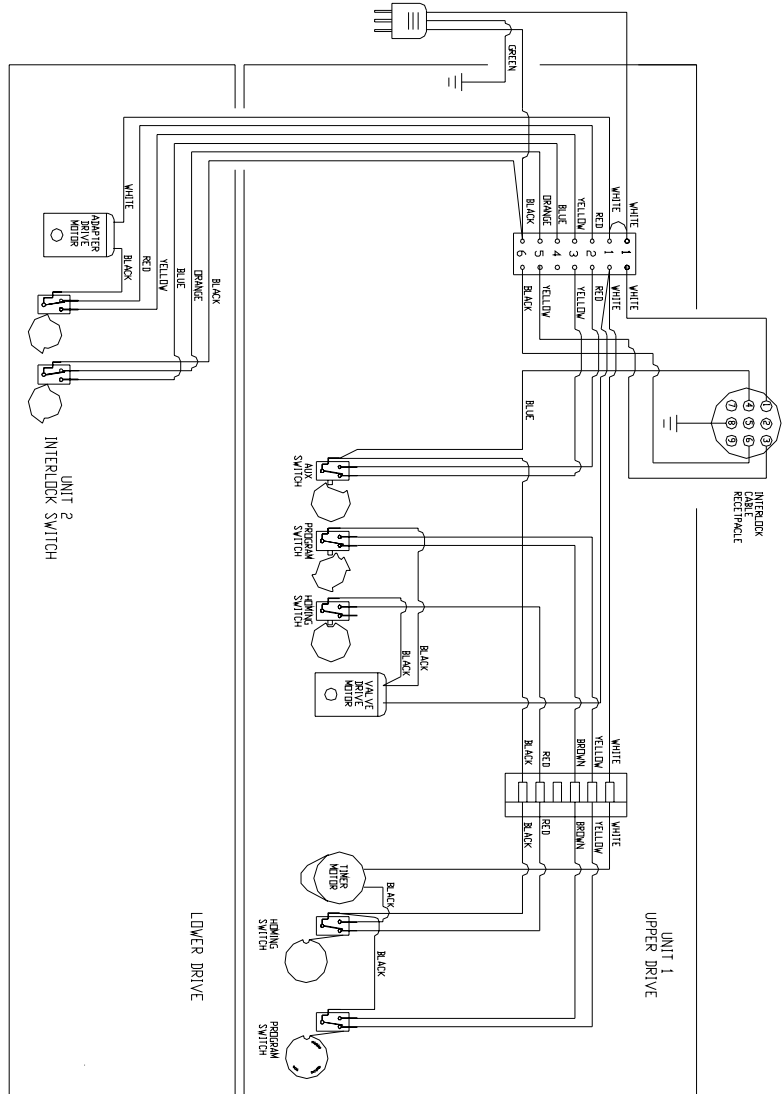 GREEN
WHITE
WHITE
RED
YELLOW
BLUE
ORANGE
BLACK
1
1
2
3
4
5
6
WHITE
WHITE
RED
YELLOW
YELLOW
BLACK
WHITE
ADAPTER
DRIVE
MOTOR
BLACK
RED
YELLOW
BLUE
ORANGE
BLACK
UNIT 2
INTERLOCK SWITCH
1
2
3
4
5
6
7
8
9
INTERLOCK
CABLE
RECETPACLE
BLUE
AUX
SWITCH
PROGRAM
SWITCH
HOMING
SWITCH
BLACK
BLACK
VALVE
DRIVE
MOTOR
WHITE
YELLOW
BROWN
RED
BLACK
WHITE
YELLOW
BROWN
RED
BLACK
TIMER
MOTOR
BLACK
HOMING
SWITCH
BLACK
PROGRAM
SWITCH
UNIT 1
UPPER DRIVE
LOWER DRIVE